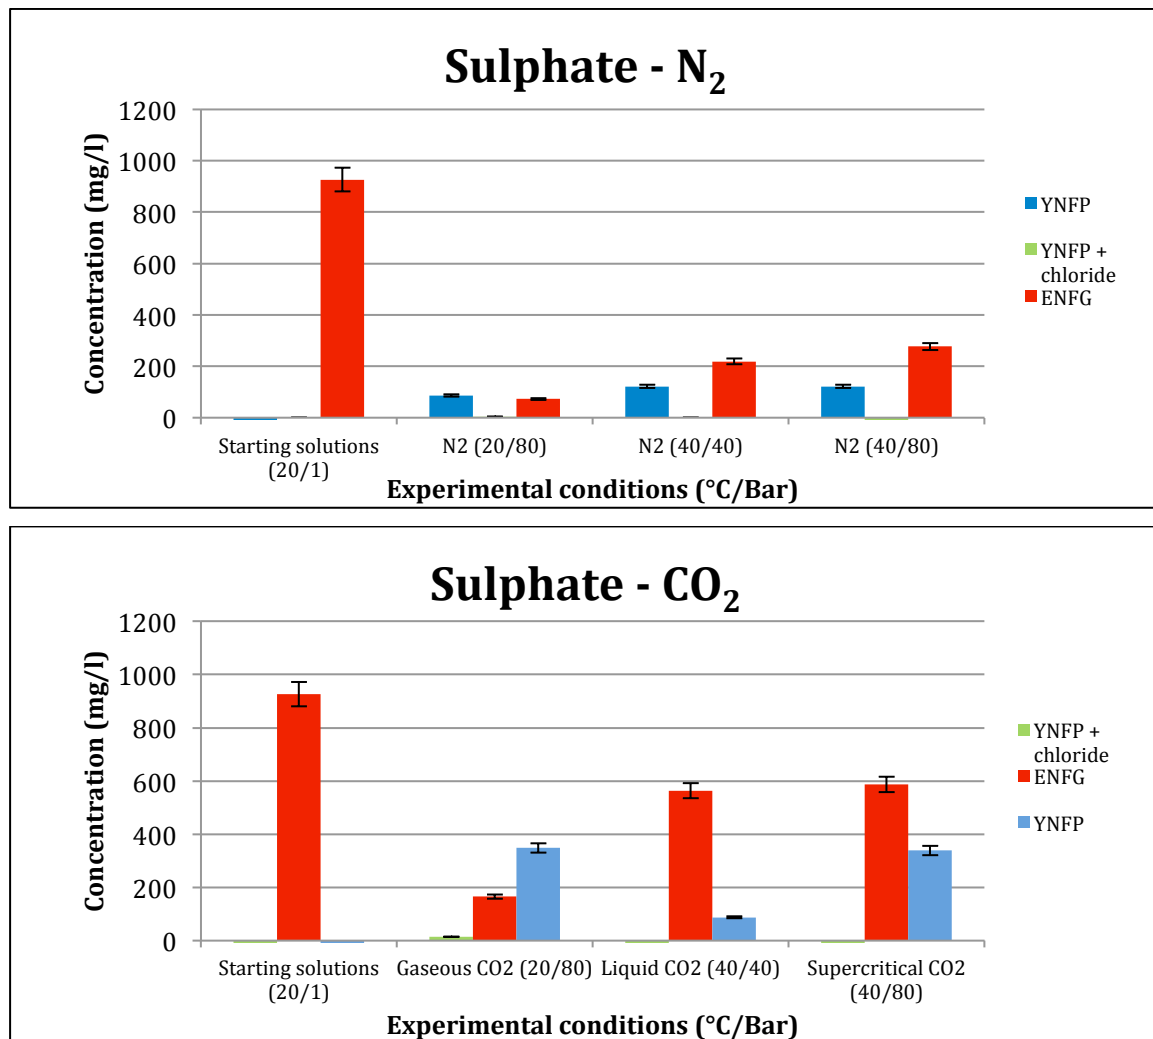 Sulphate - N₂
Concentration (mg/l)
1200
1000
800
600
400
200
0
Starting solutions
(20/1)
N2 (20/80)
N2 (40/40)
N2 (40/80)
Experimental conditions (°C/Bar)
YNFP
YNFP +
chloride
ENFG
Sulphate - CO₂
Concentration (mg/l)
1200
1000
800
600
400
200
0
Starting solutions
(20/1)
Gaseous CO2 (20/80)
Liquid CO2 (40/40)
Supercritical CO2
(40/80)
Experimental conditions (°C/Bar)
YNFP +
chloride
ENFG
YNFP